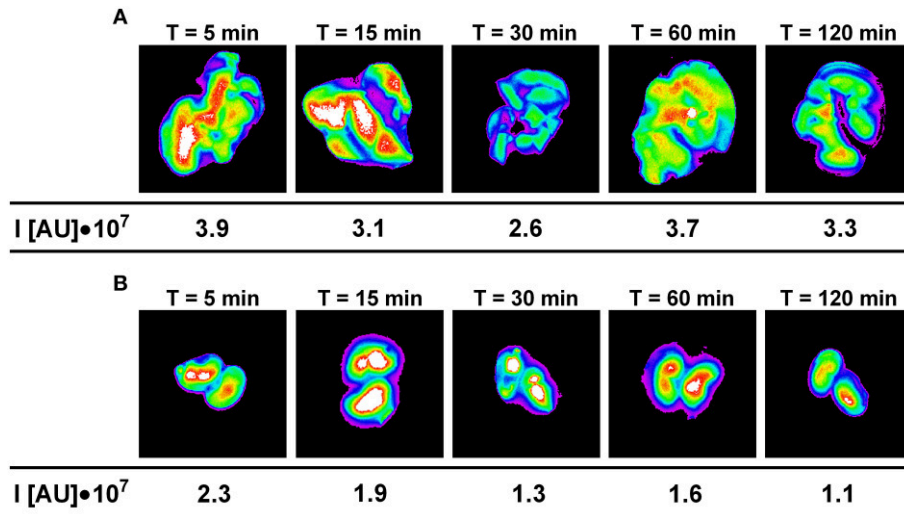 A
T = 5 min T = 15 min T = 30 min T = 60 min T = 120 min
I [AU]•10⁷ 3.9 3.1 2.6 3.7 3.3
B
T = 5 min T = 15 min T = 30 min T = 60 min T = 120 min
I [AU]•10⁷ 2.3 1.9 1.3 1.6 1.1